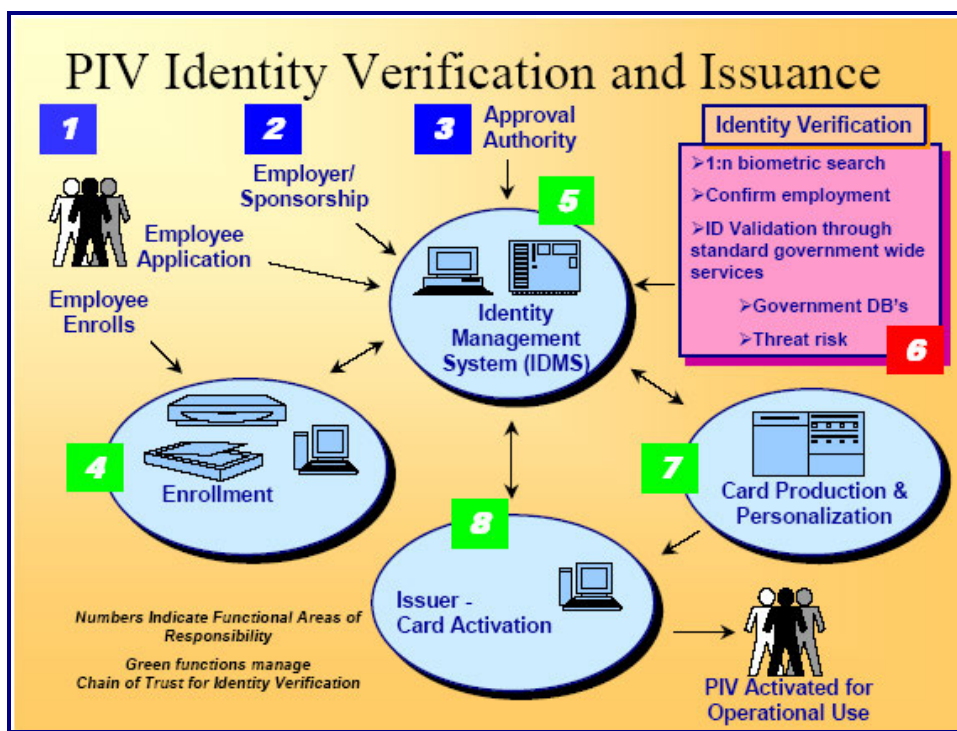 PIV Identity Verification and Issuance
1
2
3
Approval
Authority
Identity Verification
➢1:n biometric search
➢Confirm employment
➢ID Validation through
standard government wide
services
➢Government DB's
➢Threat risk
6
Employer/
Sponsorship
Employee
Application
Employee
Enrolls
5
Identity
Management
System (IDMS)
4
Enrollment
7
Card Production &
Personalization
8
Issuer -
Card Activation
Numbers Indicate Functional Areas of
Responsibility
Green functions manage
Chain of Trust for Identity Verification
PIV Activated for
Operational Use